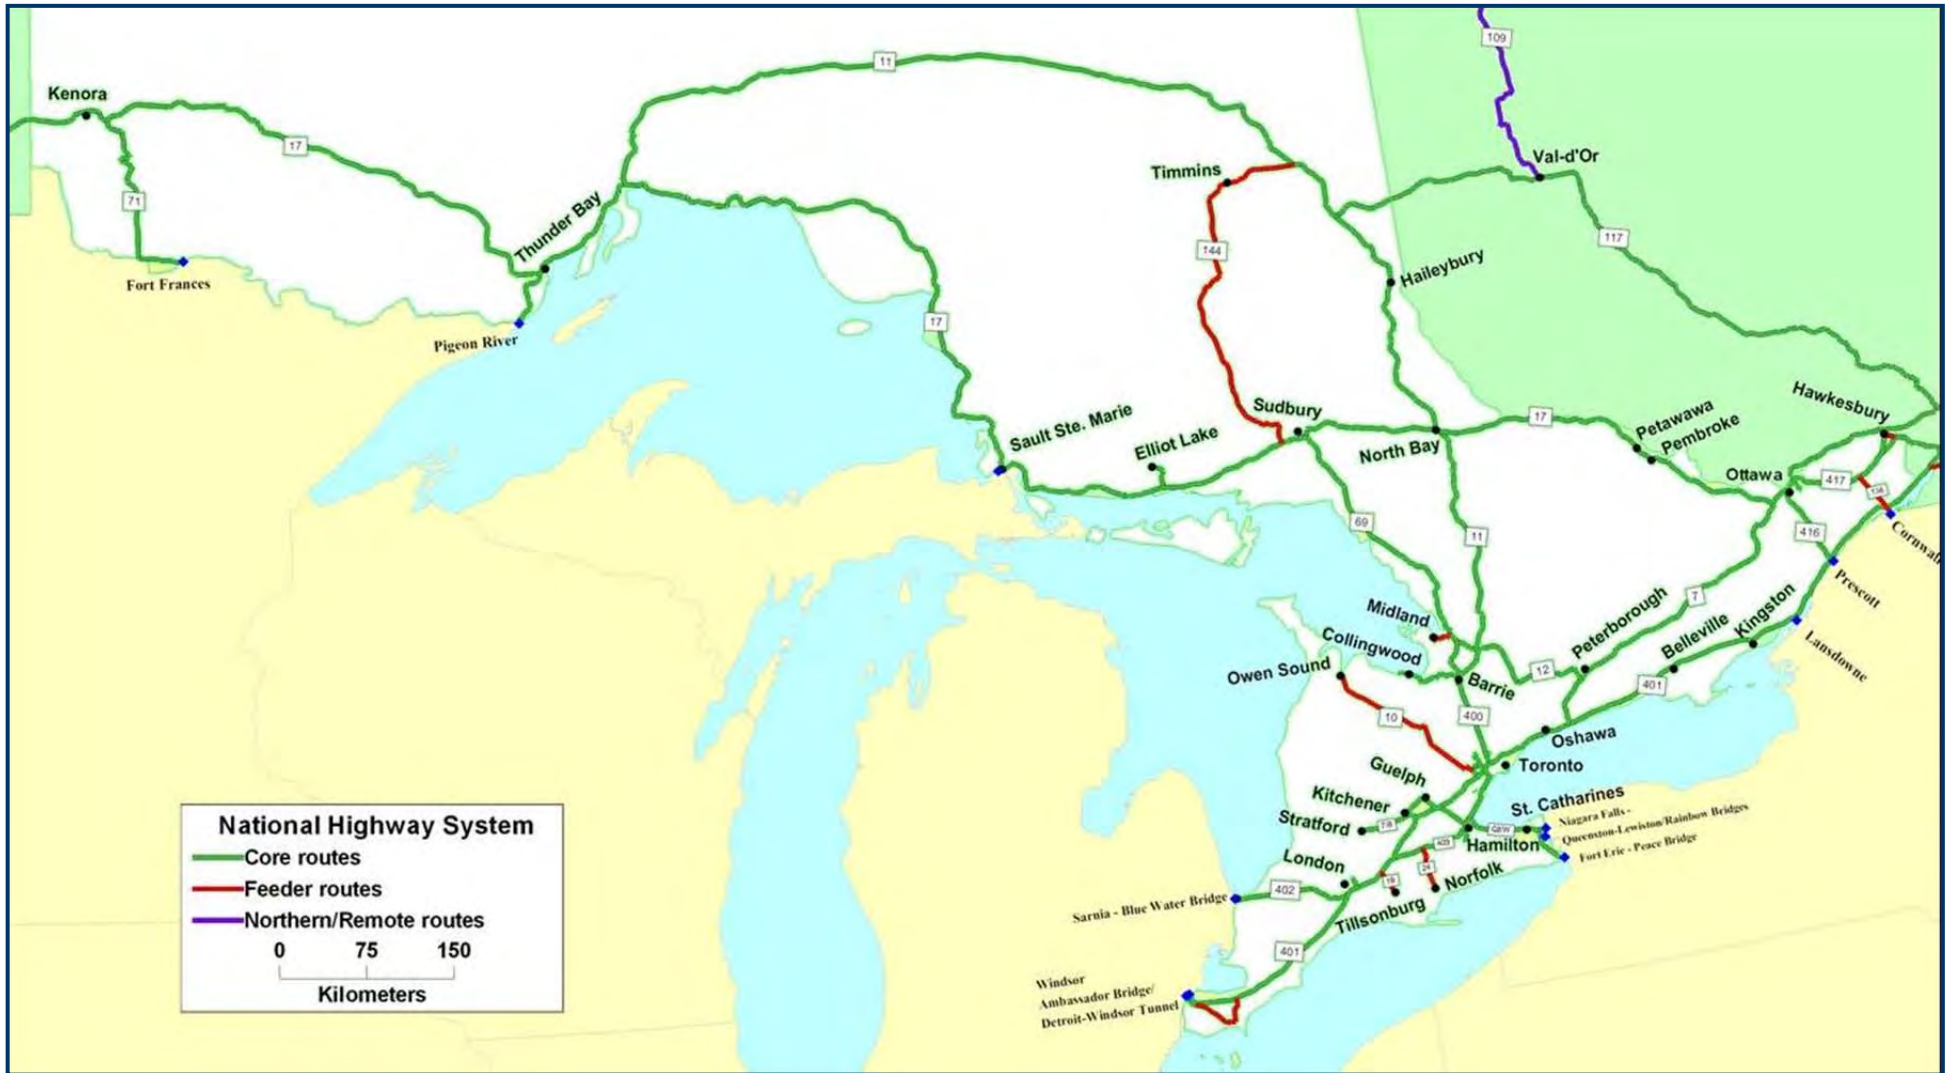 109
11
Kenora
17
Val-d'Or
Timmins
71
Thunder Bay
144
117
Haileybury
Fort Frances
Pigeon River
17
Hawkesbury
Sault Ste. Marie
Elliot Lake
Sudbury
North Bay
17
Petawawa
Pembroke
Ottawa
417
138
Cornwall
69
11
416
Prescott
Midland
Collingwood
Owen Sound
Peterborough
7
Belleville
Kingston
Lansdowne
12
401
Barrie
10
400
Oshawa
Toronto
Guelph
Kitchener
Stratford
7/8
St. Catharines
QEW
Niagara Falls -
Queenston-Lewiston/Rainbow Bridges
Fort Erie - Peace Bridge
403
Hamilton
London
19
24
Norfolk
402
Sarnia - Blue Water Bridge
Tillsonburg
401
Windsor
Ambassador Bridge/
Detroit-Windsor Tunnel
National Highway System
Core routes
Feeder routes
Northern/Remote routes
0 75 150
Kilometers